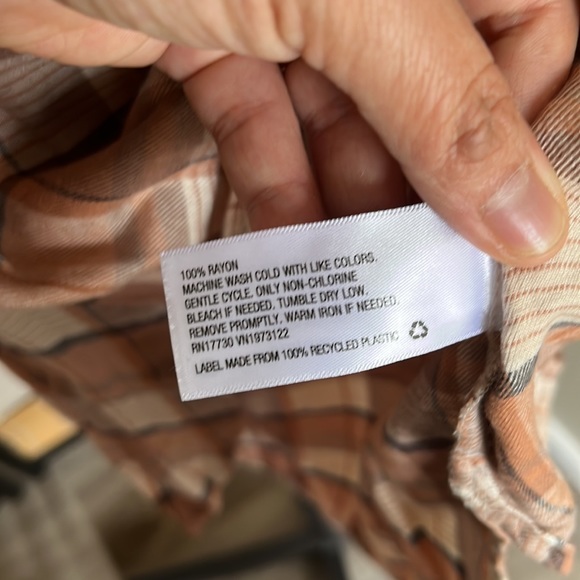 100% RAYON
MACHINE WASH COLD WITH LIKE COLORS.
GENTLE CYCLE. ONLY NON-CHLORINE
BLEACH IF NEEDED. TUMBLE DRY LOW.
REMOVE PROMPTLY. WARM IRON IF NEEDED.
RN17730 VN1973122
LABEL MADE FROM 100% RECYCLED PLASTIC